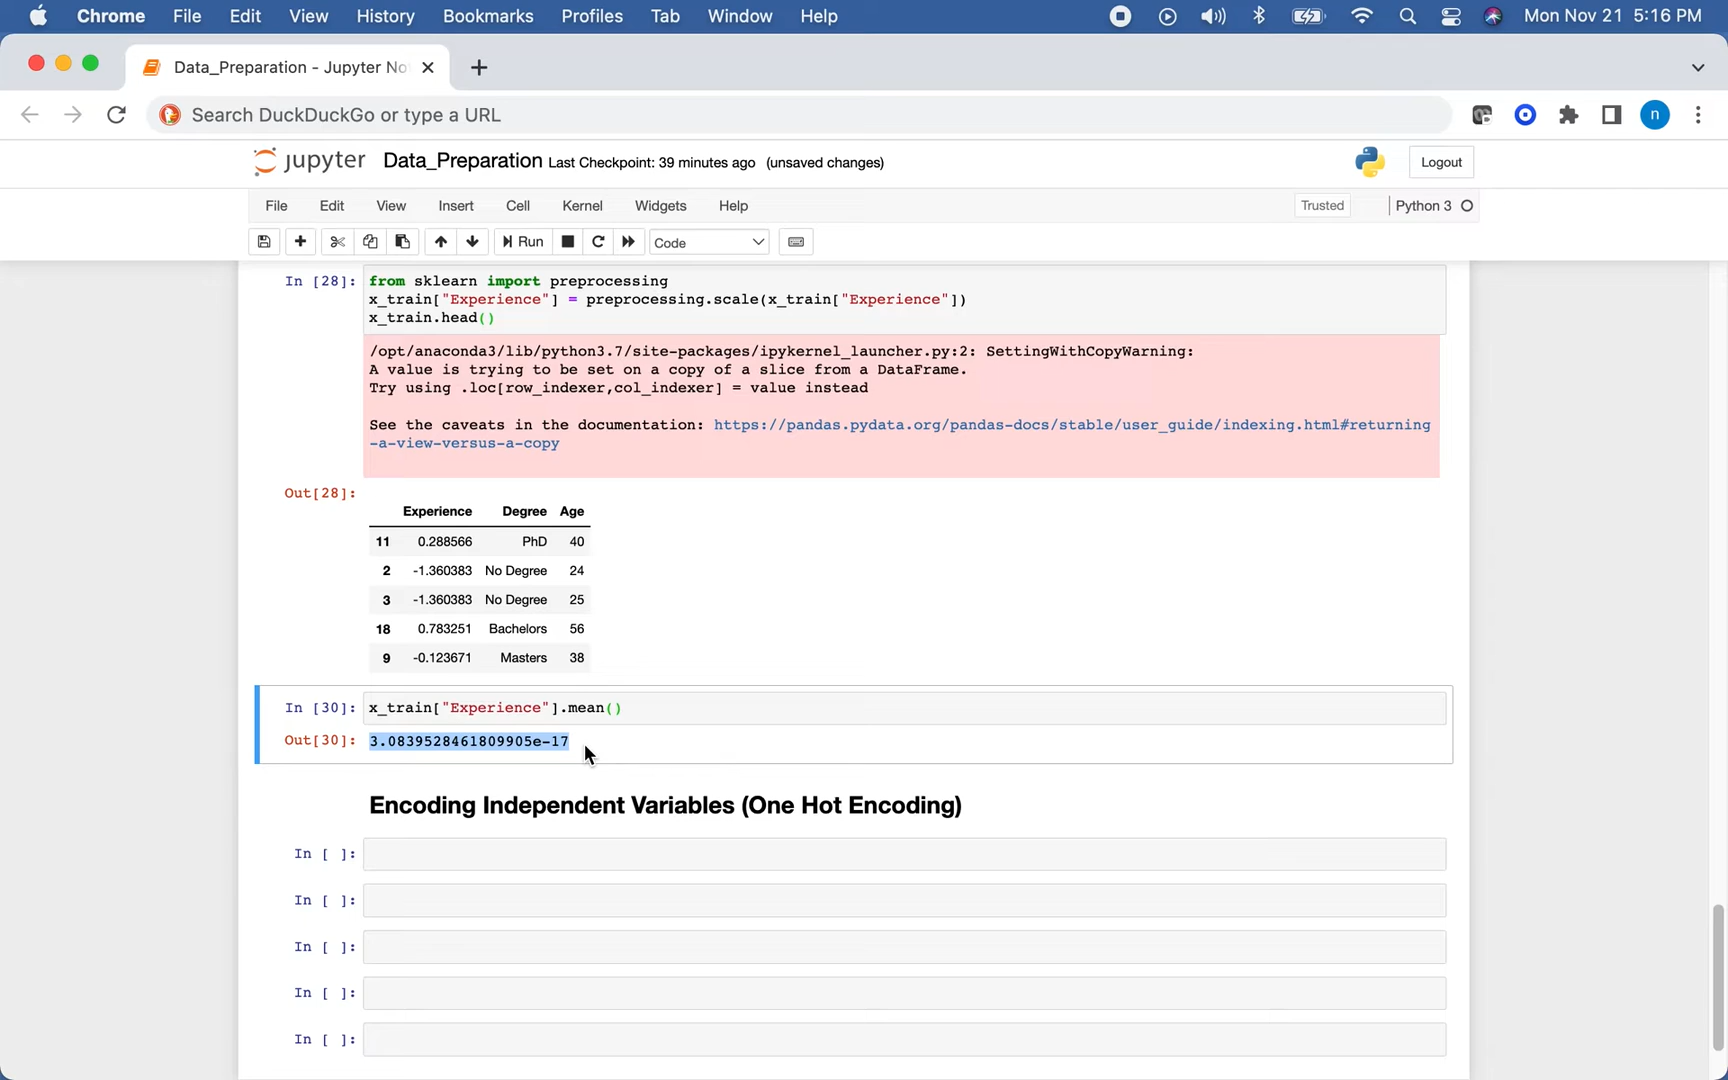 Chrome File Edit View History Bookmarks Profiles Tab Window Help Mon Nov 21 5:16 PM
Data_Preparation - Jupyter No
Search DuckDuckGo or type a URL n
jupyter Data_Preparation Last Checkpoint: 39 minutes ago (unsaved changes) Logout
File Edit View Insert Cell Kernel Widgets Help Trusted Python 3
Run Code
In [28]: from sklearn import preprocessing
x_train["Experience"] = preprocessing.scale(x_train["Experience"])
x_train.head()
/opt/anaconda3/lib/python3.7/site-packages/ipykernel_launcher.py:2: SettingWithCopyWarning:
A value is trying to be set on a copy of a slice from a DataFrame.
Try using .loc[row_indexer,col_indexer] = value instead
See the caveats in the documentation: https://pandas.pydata.org/pandas-docs/stable/user_guide/indexing.html#returning
-a-view-versus-a-copy
Out[28]:
Experience Degree Age
11 0.288566 PhD 40
2 -1.360383 No Degree 24
3 -1.360383 No Degree 25
18 0.783251 Bachelors 56
9 -0.123671 Masters 38
In [30]: x_train["Experience"].mean()
Out[30]: 3.0839528461809905e-17
Encoding Independent Variables (One Hot Encoding)
In [ ]:
In [ ]:
In [ ]:
In [ ]:
In [ ]: